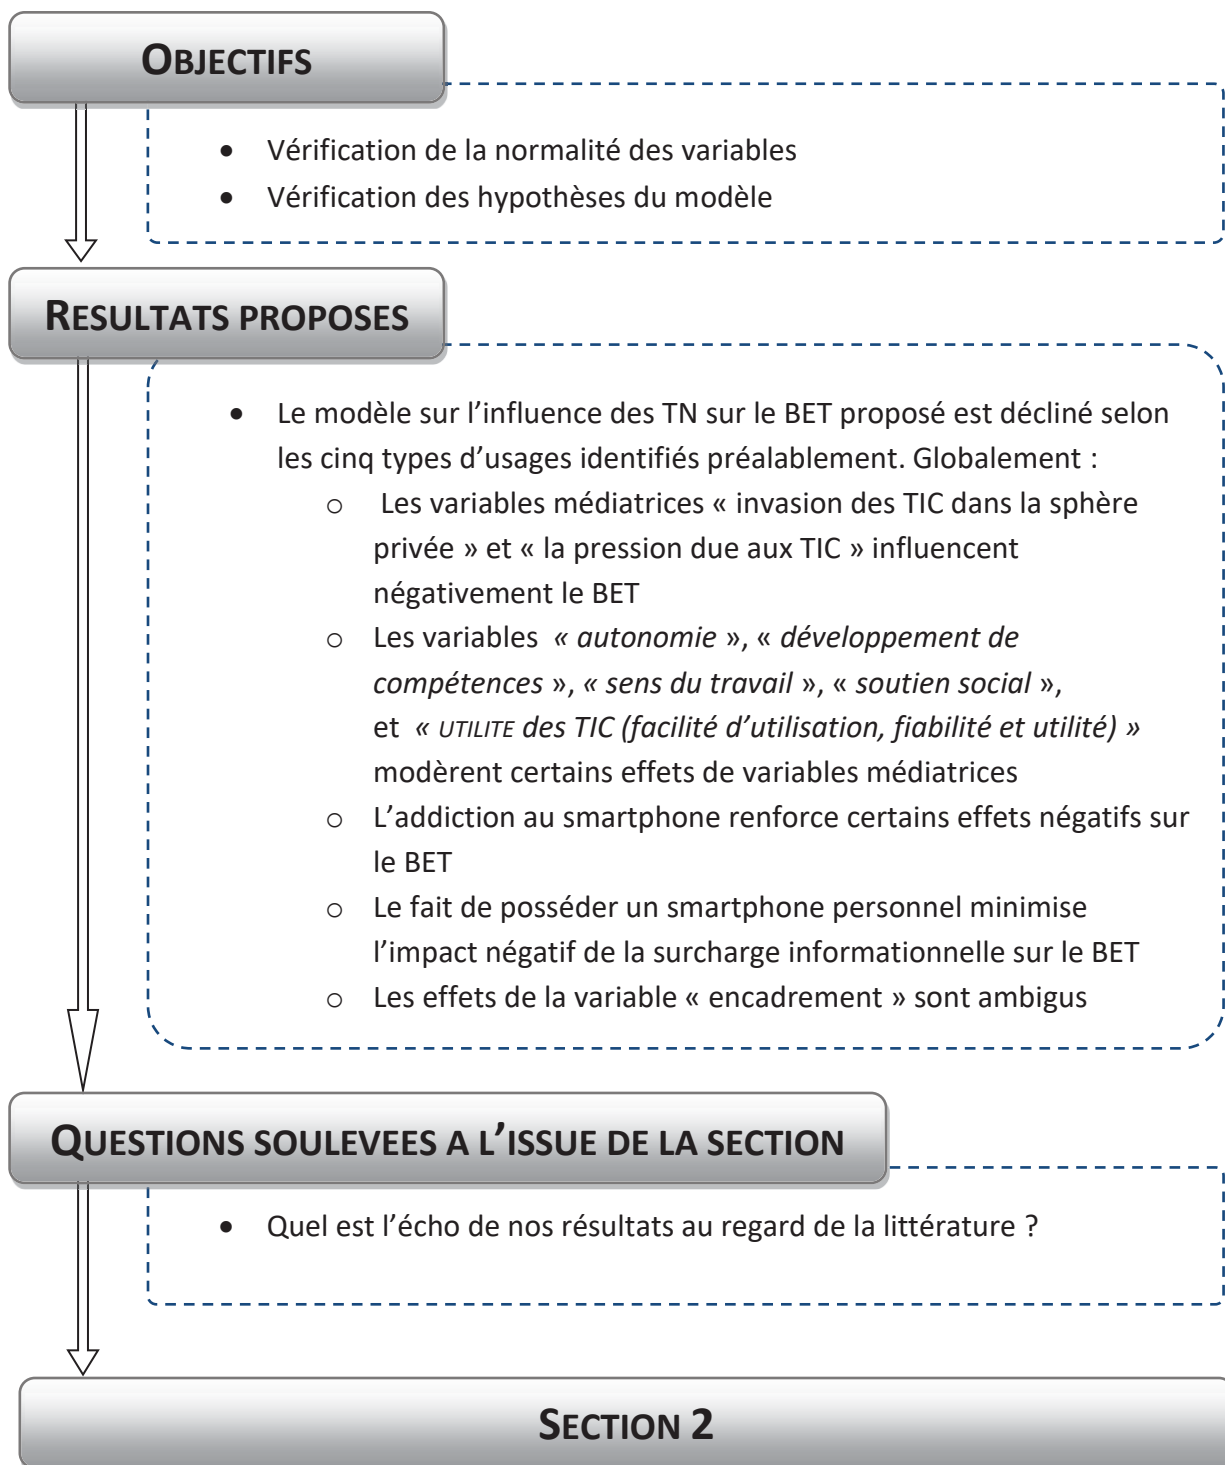 OBJECTIFS
• Vérification de la normalité des variables
• Vérification des hypothèses du modèle
RESULTATS PROPOSES
• Le modèle sur l’influence des TN sur le BET proposé est décliné selon
les cinq types d’usages identifiés préalablement. Globalement :
o Les variables médiatrices « invasion des TIC dans la sphère
privée » et « la pression due aux TIC » influencent
négativement le BET
o Les variables « autonomie », « développement de
compétences », « sens du travail », « soutien social »,
et « UTILITE des TIC (facilité d’utilisation, fiabilité et utilité) »
modèrent certains effets de variables médiatrices
o L’addiction au smartphone renforce certains effets négatifs sur
le BET
o Le fait de posséder un smartphone personnel minimise
l’impact négatif de la surcharge informationnelle sur le BET
o Les effets de la variable « encadrement » sont ambigus
QUESTIONS SOULEVEES A L’ISSUE DE LA SECTION
• Quel est l’écho de nos résultats au regard de la littérature ?
SECTION 2